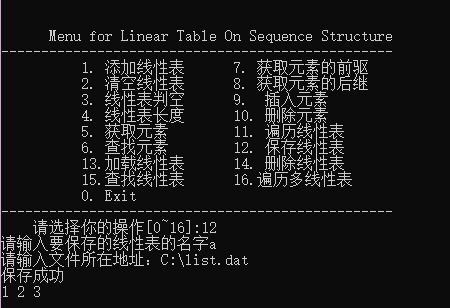 Menu for Linear Table On Sequence Structure
-------------------------------------------------
1. 添加线性表 7. 获取元素的前驱
2. 清空线性表 8. 获取元素的后继
3. 线性表判空 9. 插入元素
4. 线性表长度 10. 删除元素
5. 获取元素 11. 遍历线性表
6. 查找元素 12. 保存线性表
13.加载线性表 14. 删除线性表
15.查找线性表 16.遍历多线性表
0. Exit
-------------------------------------------------
请选择你的操作[0~16]:12
请输入要保存的线性表的名字a
请输入文件所在地址: C:\list.dat
保存成功
1 2 3